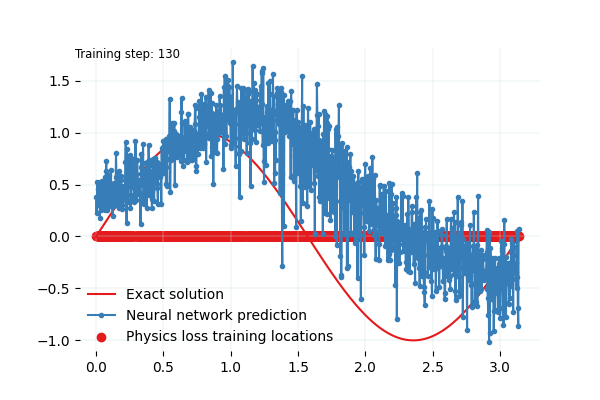 Training step: 130
1.5
1.0
0.5
0.0
−0.5
−1.0
Exact solution
Neural network prediction
Physics loss training locations
0.0 0.5 1.0 1.5 2.0 2.5 3.0